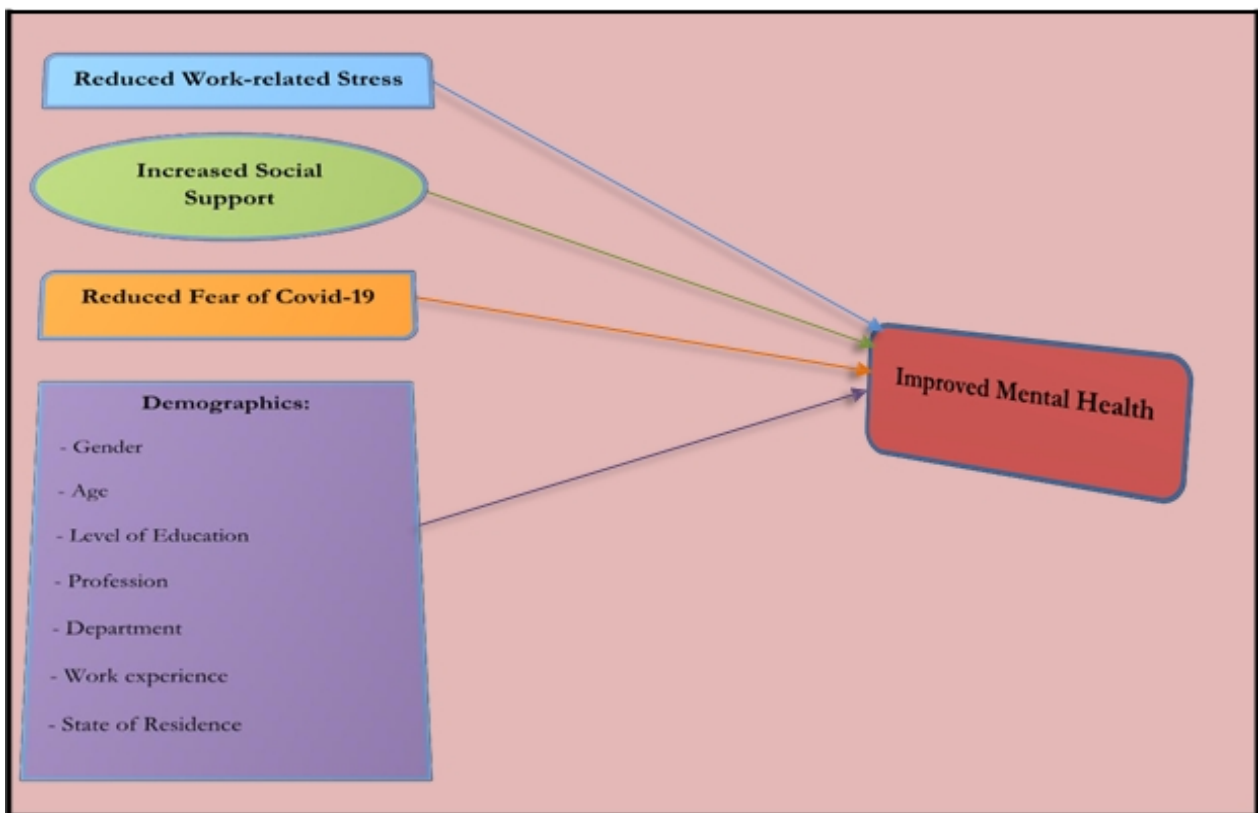 Reduced Work-related Stress
Increased Social
Support
Reduced Fear of Covid-19
Demographics:
- Gender
- Age
- Level of Education
- Profession
- Department
- Work experience
- State of Residence
Improved Mental Health